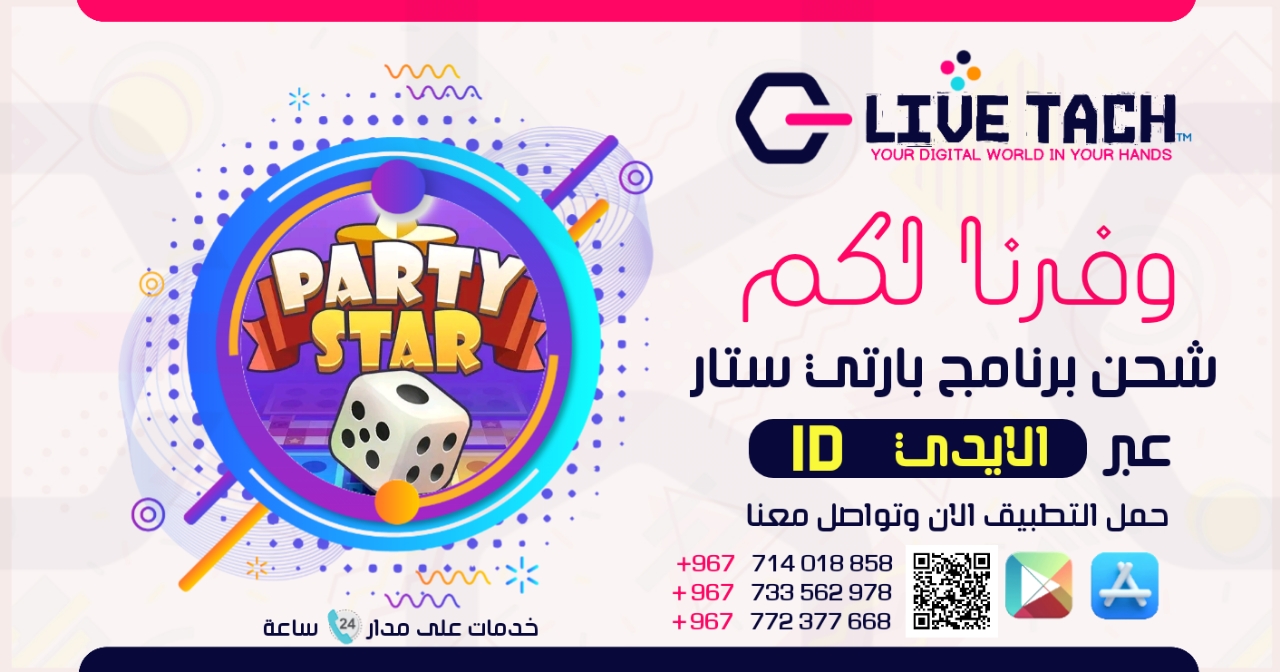 LIVE TACH™
YOUR DIGITAL WORLD IN YOUR HANDS
وفرنا لكم
شحن برنامج بارتي ستار
عبر الايدي ID
حمل التطبيق الان وتواصل معنا
+967 714 018 858
+967 733 562 978
+967 772 377 668
PARTY
STAR
خدمات على مدار 24 ساعة